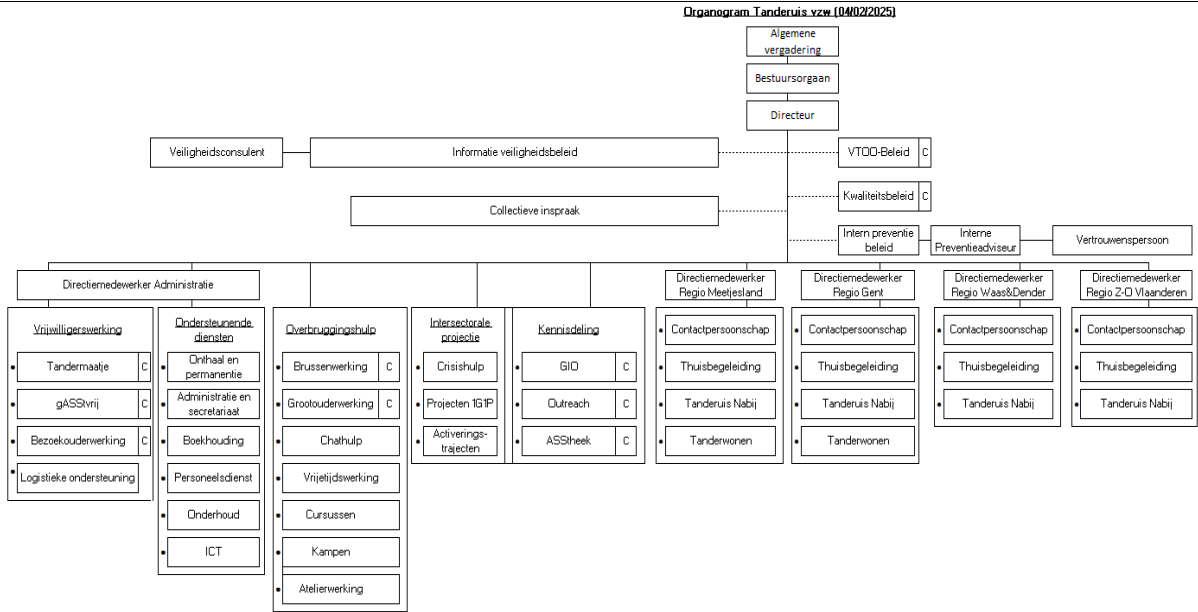 Organogram Tanderuis vzw (04/02/2025)
Algemene
vergadering
Bestuursorgaan
Directeur
Veiligheidsconsulent
Informatie veiligheidsbeleid
VTOO-Beleid
C
Collectieve inspraak
Kwaliteitsbeleid
C
Intern preventie
beleid
Interne
Preventieadviseur
Vertrouwenspersoon
Directiemedewerker Administratie
Vrijwilligerswerking
• Tandemaatje
C
• gASStvrij
C
• Bezoekouderwerking
C
• Logistieke ondersteuning
Ondersteunende
diensten
• Onthaal en
permanentie
• Administratie en
secretariaat
• Boekhouding
• Personeelsdienst
• Onderhoud
• ICT
Overbruggingshulp
• Brusserwerking
C
• Grootouderwerking
C
• Chathulp
• Vrijetijdswerking
• Cursussen
• Kampen
• Atelierwerking
Intersectorale
projectie
• Crisishulp
• Projecten 1G1P
• Activerings-
trajecten
Kennisdeling
• GIO
C
• Outreach
C
• ASStheek
C
Directiemedewerker
Regio Meetjesland
• Contactpersoonschap
• Thuisbegeleiding
• Tanderuis Nabij
• Tanderwonen
Directiemedewerker
Regio Gent
• Contactpersoonschap
• Thuisbegeleiding
• Tanderuis Nabij
• Tanderwonen
Directiemedewerker
Regio Waas&Dender
• Contactpersoonschap
• Thuisbegeleiding
• Tanderuis Nabij
Directiemedewerker
Regio Z-O Vlaanderen
• Contactpersoonschap
• Thuisbegeleiding
• Tanderuis Nabij